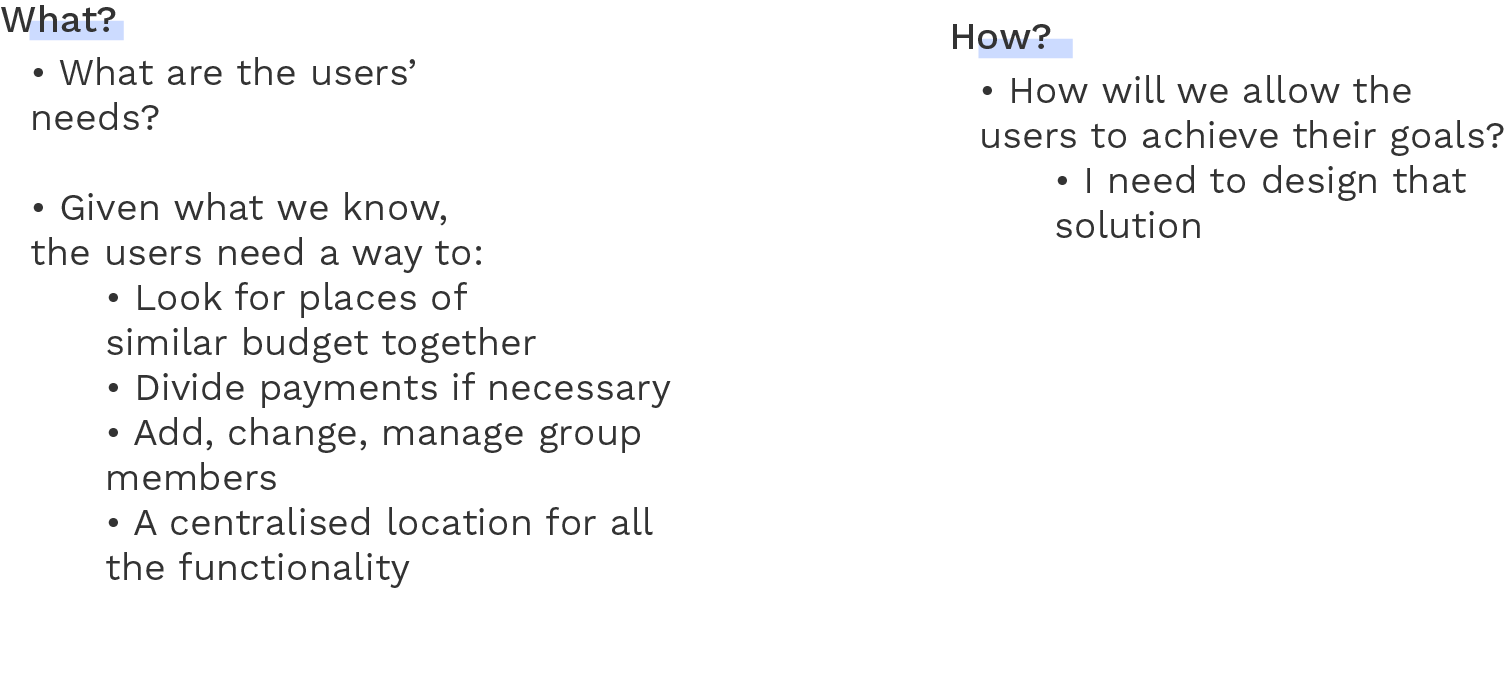 What?
• What are the users’
needs?
• Given what we know,
the users need a way to:
• Look for places of
similar budget together
• Divide payments if necessary
• Add, change, manage group
members
• A centralised location for all
the functionality
How?
• How will we allow the
users to achieve their goals?
• I need to design that
solution